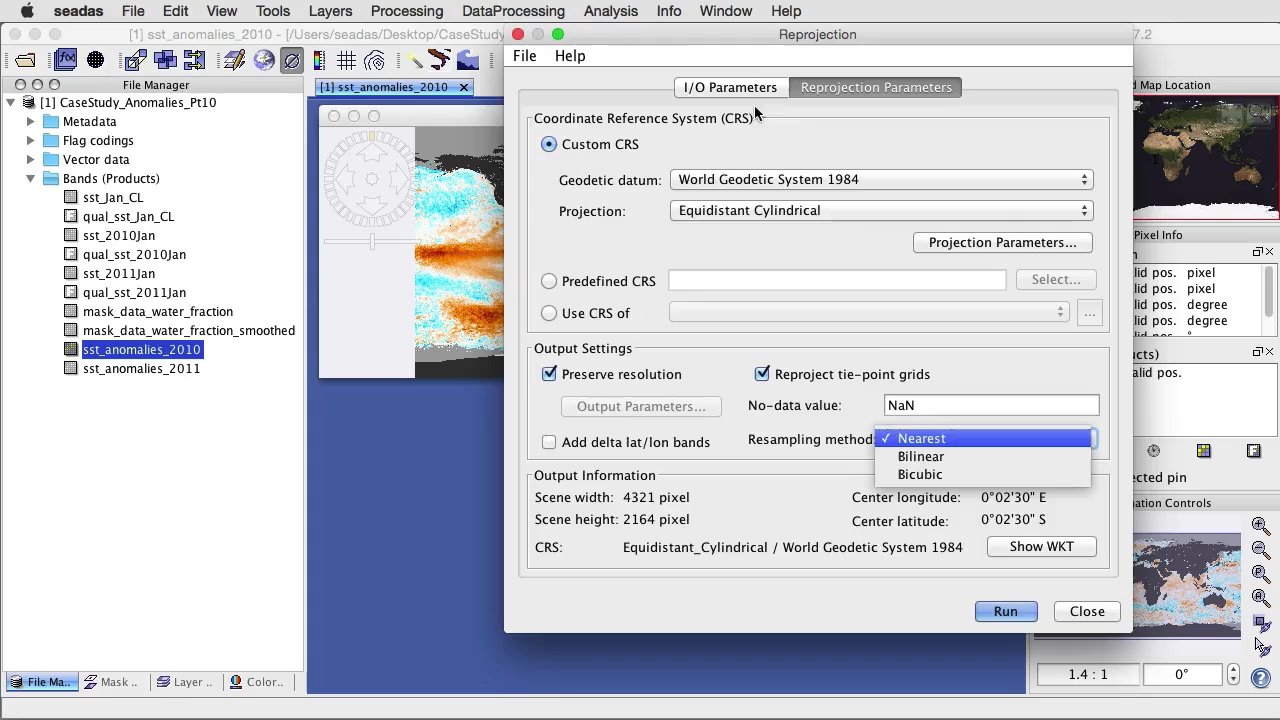 seadas File Edit View Tools Layers Processing DataProcessing Analysis Info Window Help
[1] sst_anomalies_2010 - [/Users/seadas/Desktop/CaseStudy
7.2
Reprojection
File Help
File Manager
[1] CaseStudy_Anomalies_Pt10
Metadata
Flag codings
Vector data
Bands (Products)
sst_Jan_CL
qual_sst_Jan_CL
sst_2010Jan
qual_sst_2010Jan
sst_2011Jan
qual_sst_2011Jan
mask_data_water_fraction
mask_data_water_fraction_smoothed
sst_anomalies_2010
sst_anomalies_2011
File Ma..
Mask ..
Layer ..
Color..
[1] sst_anomalies_2010
I/O Parameters
Reprojection Parameters
Coordinate Reference System (CRS)
Custom CRS
Geodetic datum: World Geodetic System 1984
Projection: Equidistant Cylindrical
Projection Parameters...
Predefined CRS
Select...
Use CRS of
...
Output Settings
Preserve resolution
Reproject tie-point grids
Output Parameters...
No-data value: NaN
Add delta lat/lon bands
Resampling method
✓ Nearest
Bilinear
Bicubic
Output Information
Scene width: 4321 pixel
Center longitude: 0°02'30" E
Scene height: 2164 pixel
Center latitude: 0°02'30" S
CRS: Equidistant_Cylindrical / World Geodetic System 1984
Show WKT
Run
Close
d Map Location
1
Pixel Info
n
lid pos. pixel
lid pos. pixel
lid pos. degree
lid pos. degree
lid pos. °
ucts)
alid pos.
ected pin
gation Controls
1.4 : 1
0°